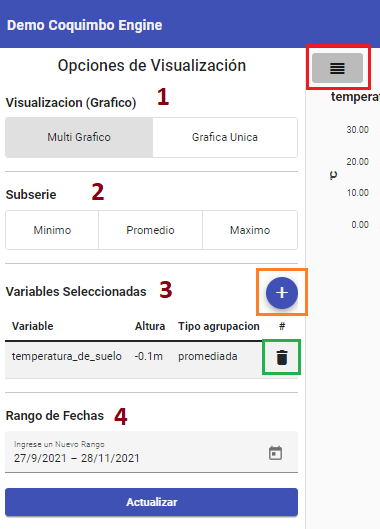 Demo Coquimbo Engine
Opciones de Visualización
Visualizacion (Grafico) 1
Multi Grafico Grafica Unica
Subserie 2
Minimo Promedio Maximo
Variables Seleccionadas 3 +
Variable Altura Tipo agrupacion #
temperatura_de_suelo -0.1m promediada
Rango de Fechas 4
Ingrese un Nuevo Rango
27/9/2021 – 28/11/2021
Actualizar
temperat
30.00
20.00
°C
10.00
0.00